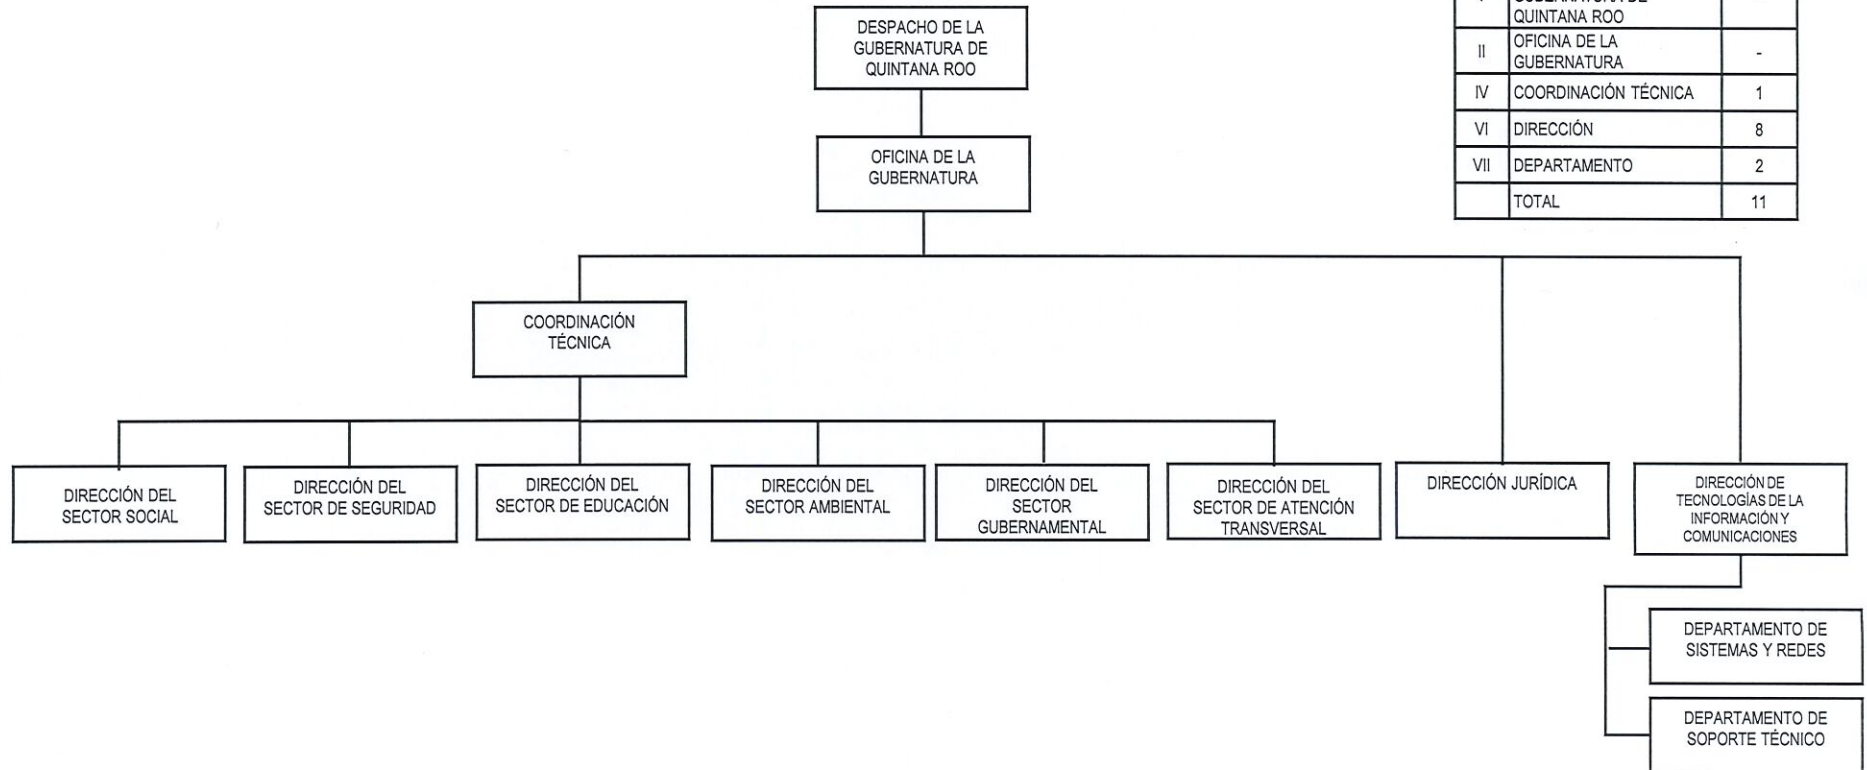 DESPACHO DE LA
GUBERNATURA DE
QUINTANA ROO
QUINTANA ROO
II OFICINA DE LA
GUBERNATURA -
IV COORDINACIÓN TÉCNICA 1
VI DIRECCIÓN 8
VII DEPARTAMENTO 2
TOTAL 11
OFICINA DE LA
GUBERNATURA
COORDINACIÓN
TÉCNICA
DIRECCIÓN DEL
SECTOR SOCIAL
DIRECCIÓN DEL
SECTOR DE SEGURIDAD
DIRECCIÓN DEL
SECTOR DE EDUCACIÓN
DIRECCIÓN DEL
SECTOR AMBIENTAL
DIRECCIÓN DEL
SECTOR
GUBERNAMENTAL
DIRECCIÓN DEL
SECTOR DE ATENCIÓN
TRANSVERSAL
DIRECCIÓN JURÍDICA
DIRECCIÓN DE
TECNOLOGÍAS DE LA
INFORMACIÓN Y
COMUNICACIONES
DEPARTAMENTO DE
SISTEMAS Y REDES
DEPARTAMENTO DE
SOPORTE TÉCNICO